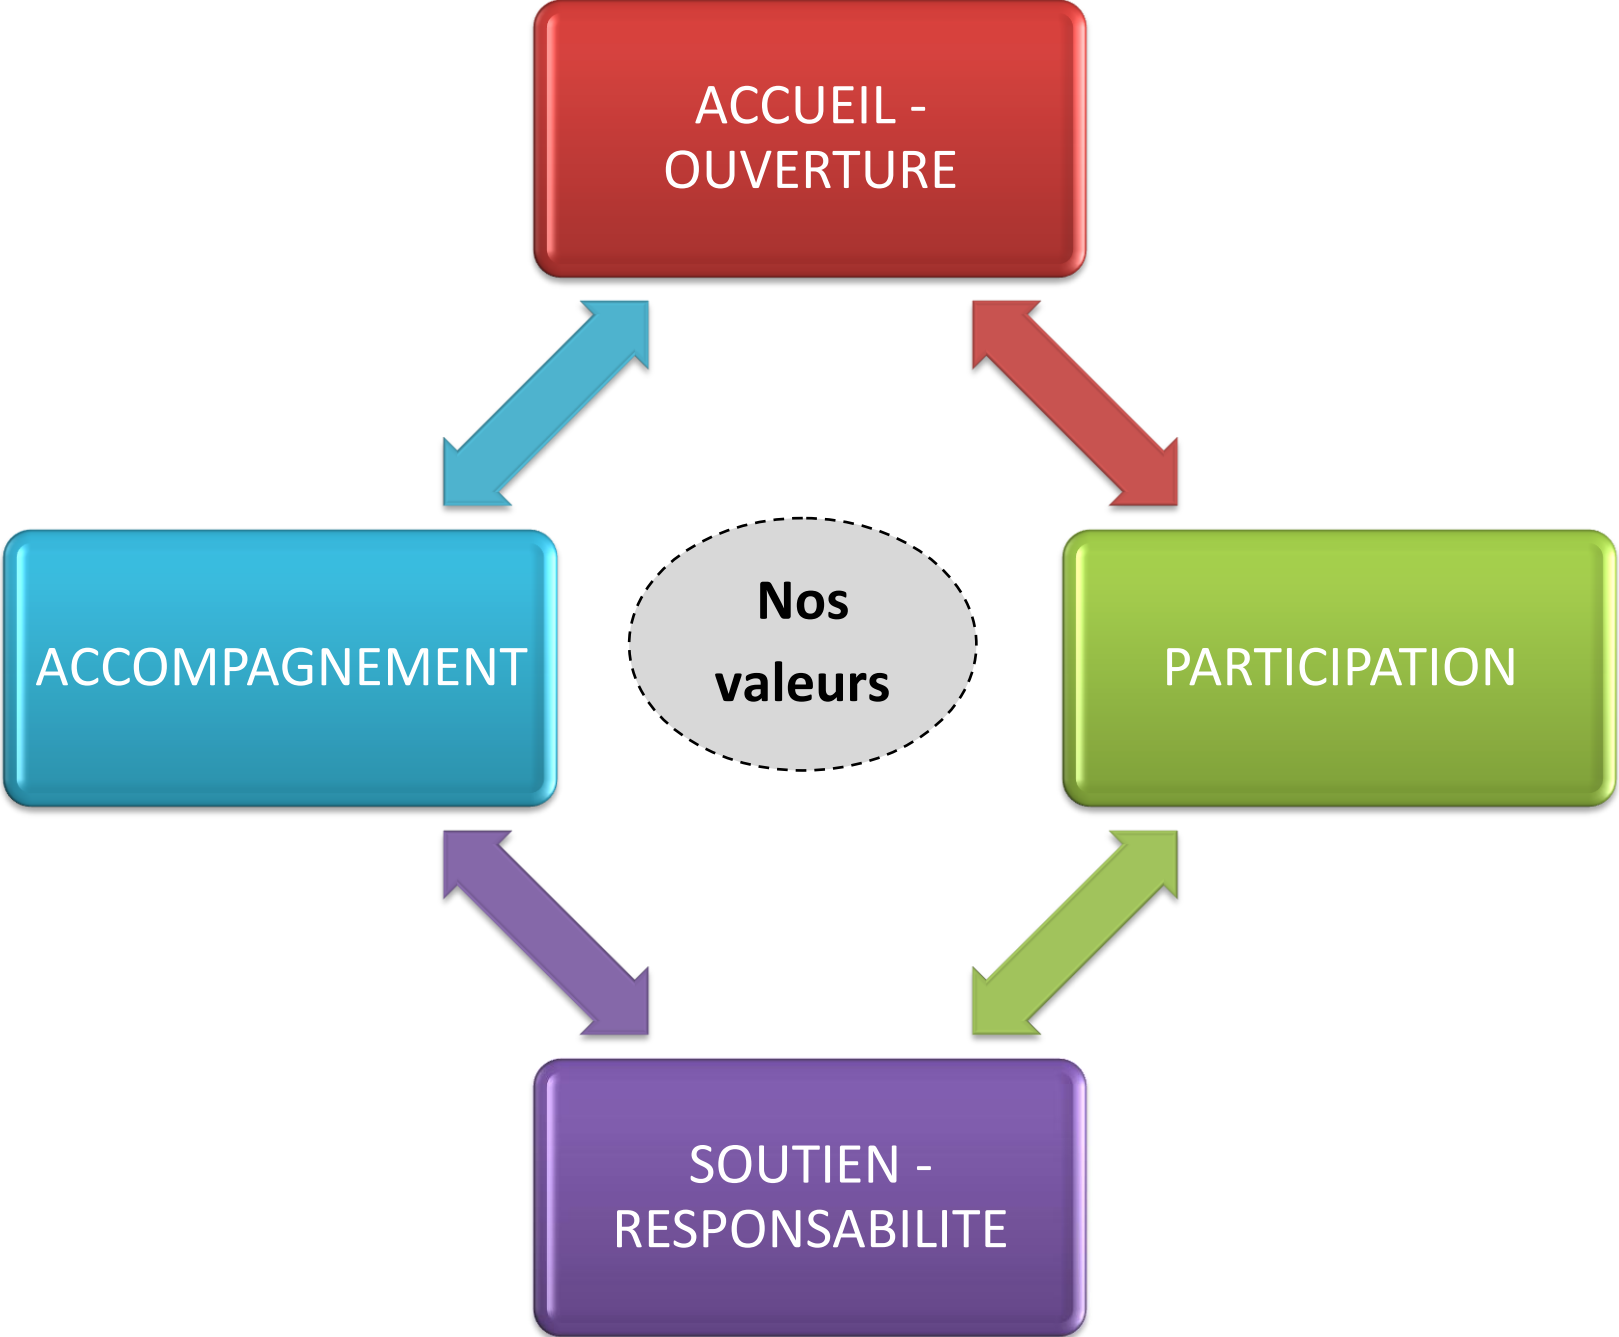 ACCUEIL -
OUVERTURE
ACCOMPAGNEMENT
Nos
valeurs
PARTICIPATION
SOUTIEN -
RESPONSABILITE